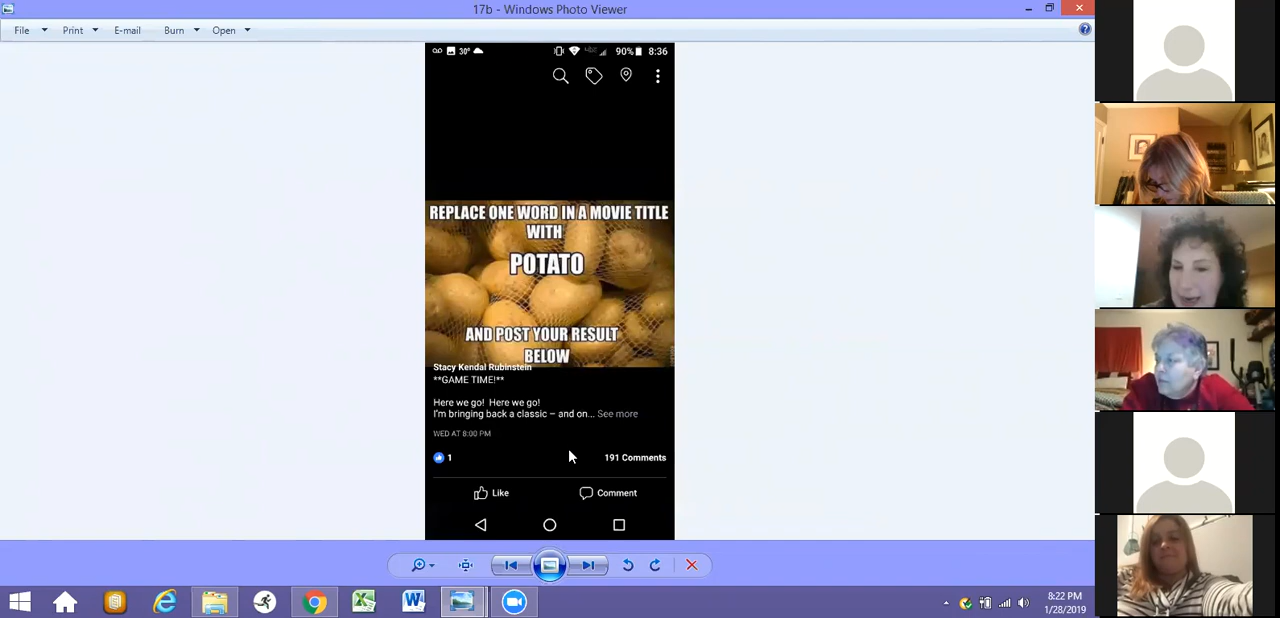 17b - Windows Photo Viewer
File Print E-mail Burn Open
30° 90% 8:36
REPLACE ONE WORD IN A MOVIE TITLE
WITH
POTATO
AND POST YOUR RESULT
BELOW
Stacy Kendal Rubinstein
**GAME TIME!**
Here we go! Here we go!
I'm bringing back a classic – and on... See more
WED AT 8:00 PM
1 191 Comments
Like Comment
8:22 PM
1/28/2019